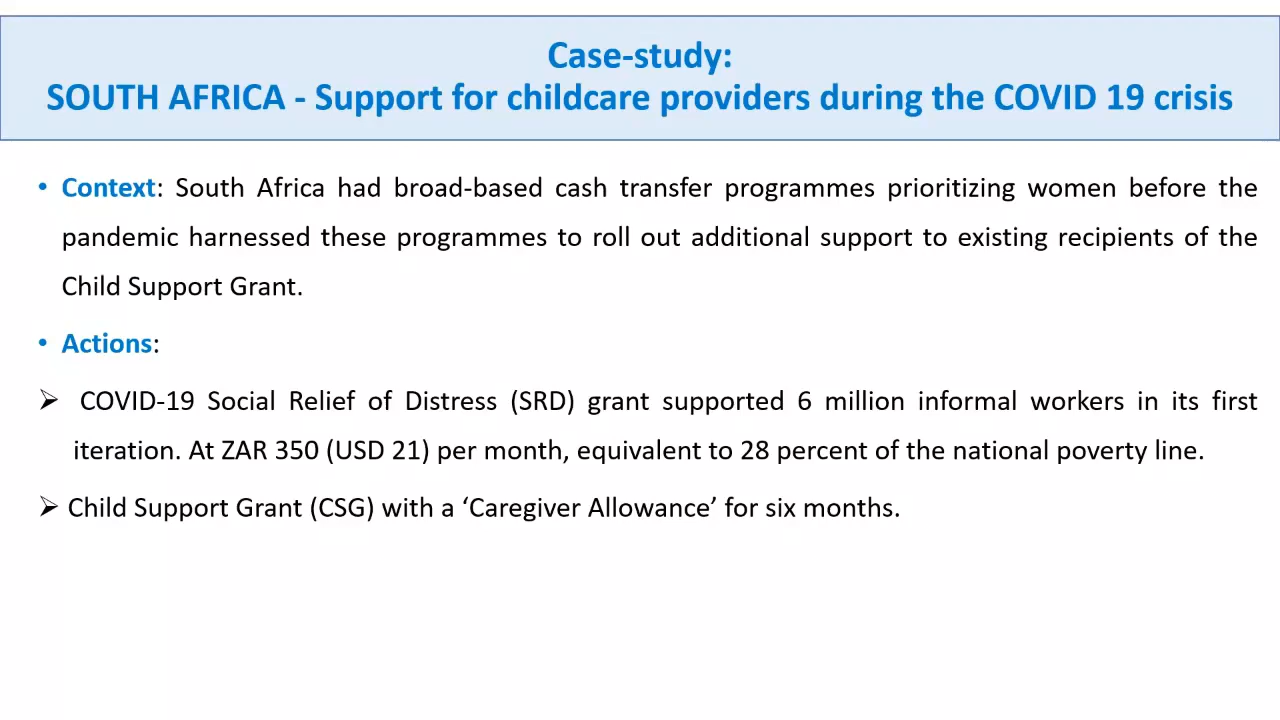 Case-study:
SOUTH AFRICA - Support for childcare providers during the COVID 19 crisis
• Context: South Africa had broad-based cash transfer programmes prioritizing women before the
pandemic harnessed these programmes to roll out additional support to existing recipients of the
Child Support Grant.
• Actions:
➢ COVID-19 Social Relief of Distress (SRD) grant supported 6 million informal workers in its first
iteration. At ZAR 350 (USD 21) per month, equivalent to 28 percent of the national poverty line.
➢ Child Support Grant (CSG) with a ‘Caregiver Allowance’ for six months.